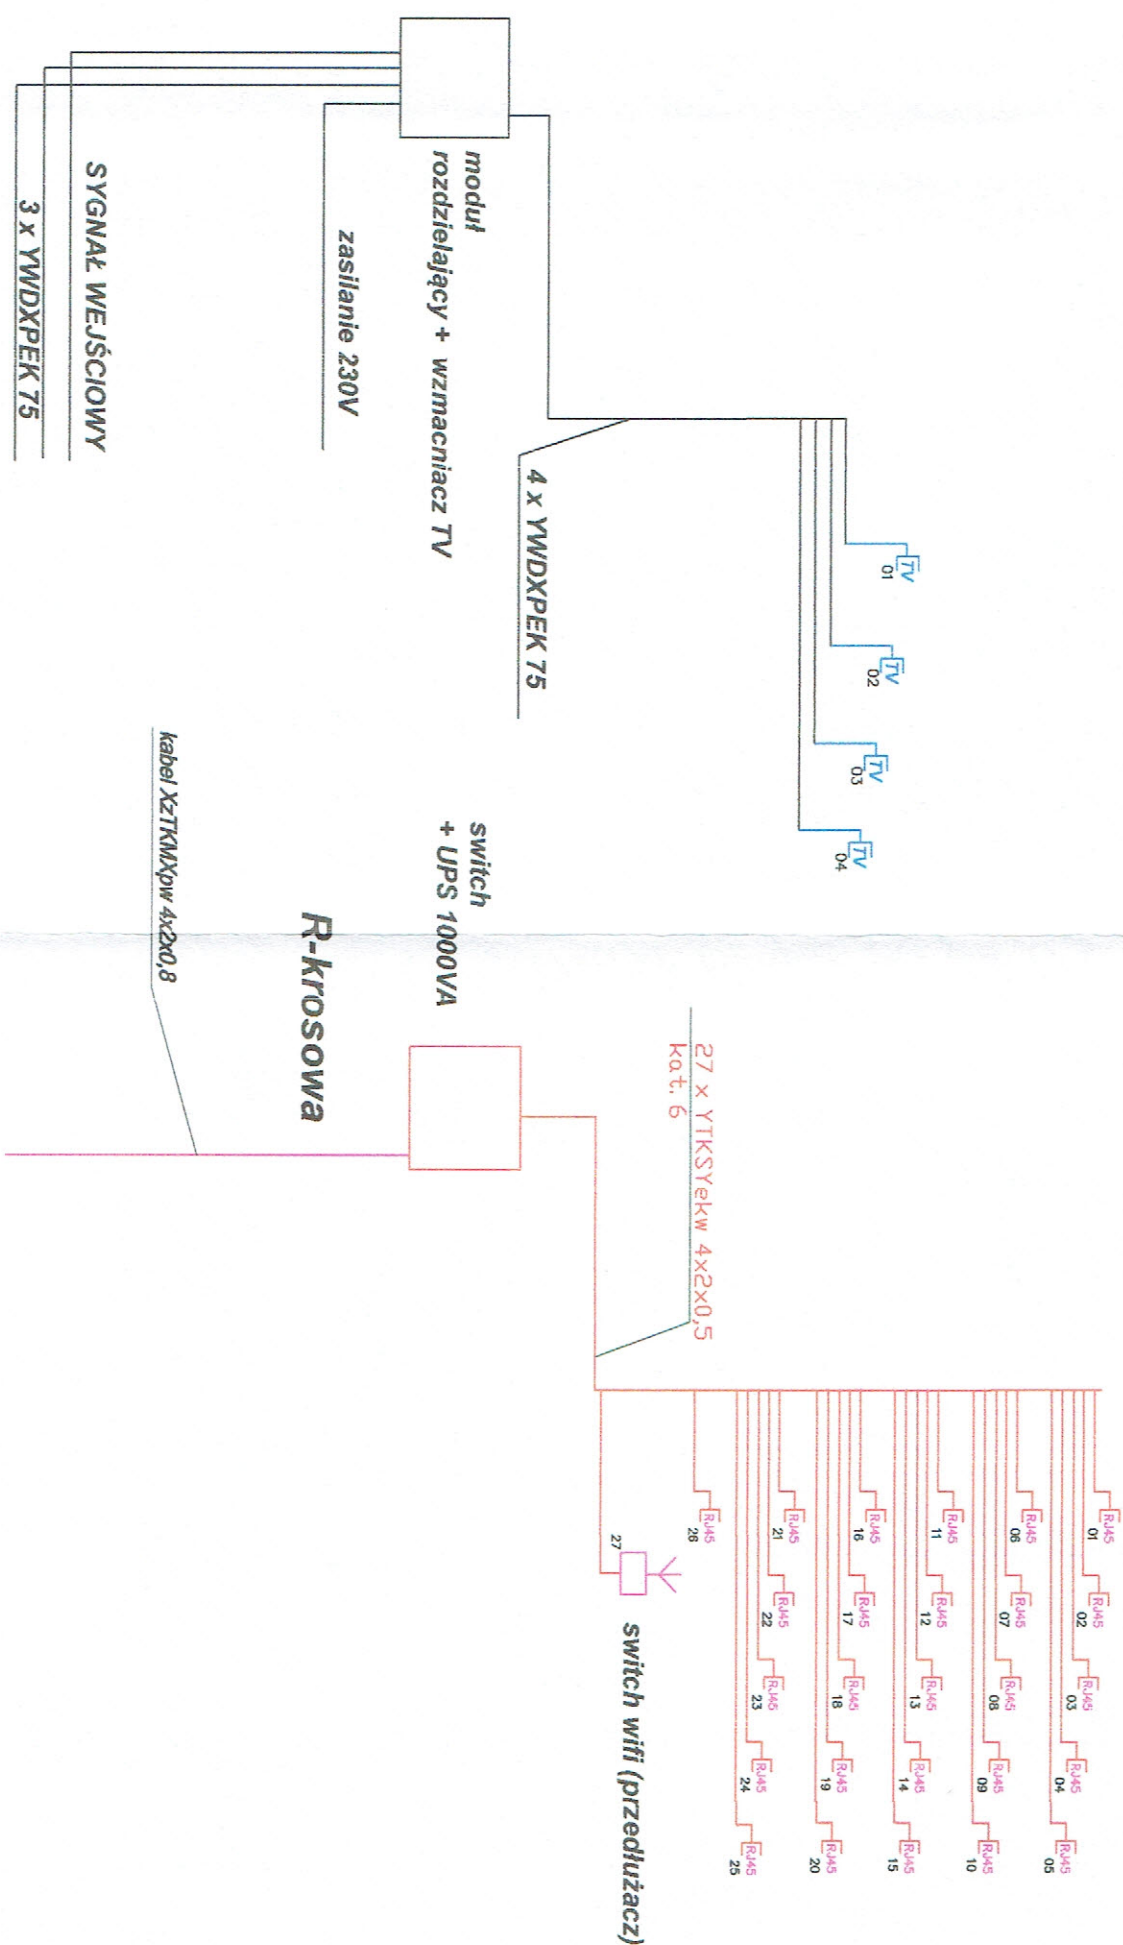 TV
01
TV
02
TV
03
TV
04
4 x YWDXPEK 75
moduł
rozdzielający + wzmacniacz TV
zasilanie 230V
SYGNAŁ WEJŚCIOWY
3 x YWDXPEK 75
RJ45
01
RJ45
02
RJ45
03
RJ45
04
RJ45
05
RJ45
06
RJ45
07
RJ45
08
RJ45
09
RJ45
10
RJ45
11
RJ45
12
RJ45
13
RJ45
14
RJ45
15
RJ45
16
RJ45
17
RJ45
18
RJ45
19
RJ45
20
RJ45
21
RJ45
22
RJ45
23
RJ45
24
RJ45
25
RJ45
26
27
switch wifi (przedłużacz)
27 x YTKSYekw 4x2x0,5
kat. 6
switch
+ UPS 1000VA
R-krosowa
kabel XzTKMXpw 4x2x0,8